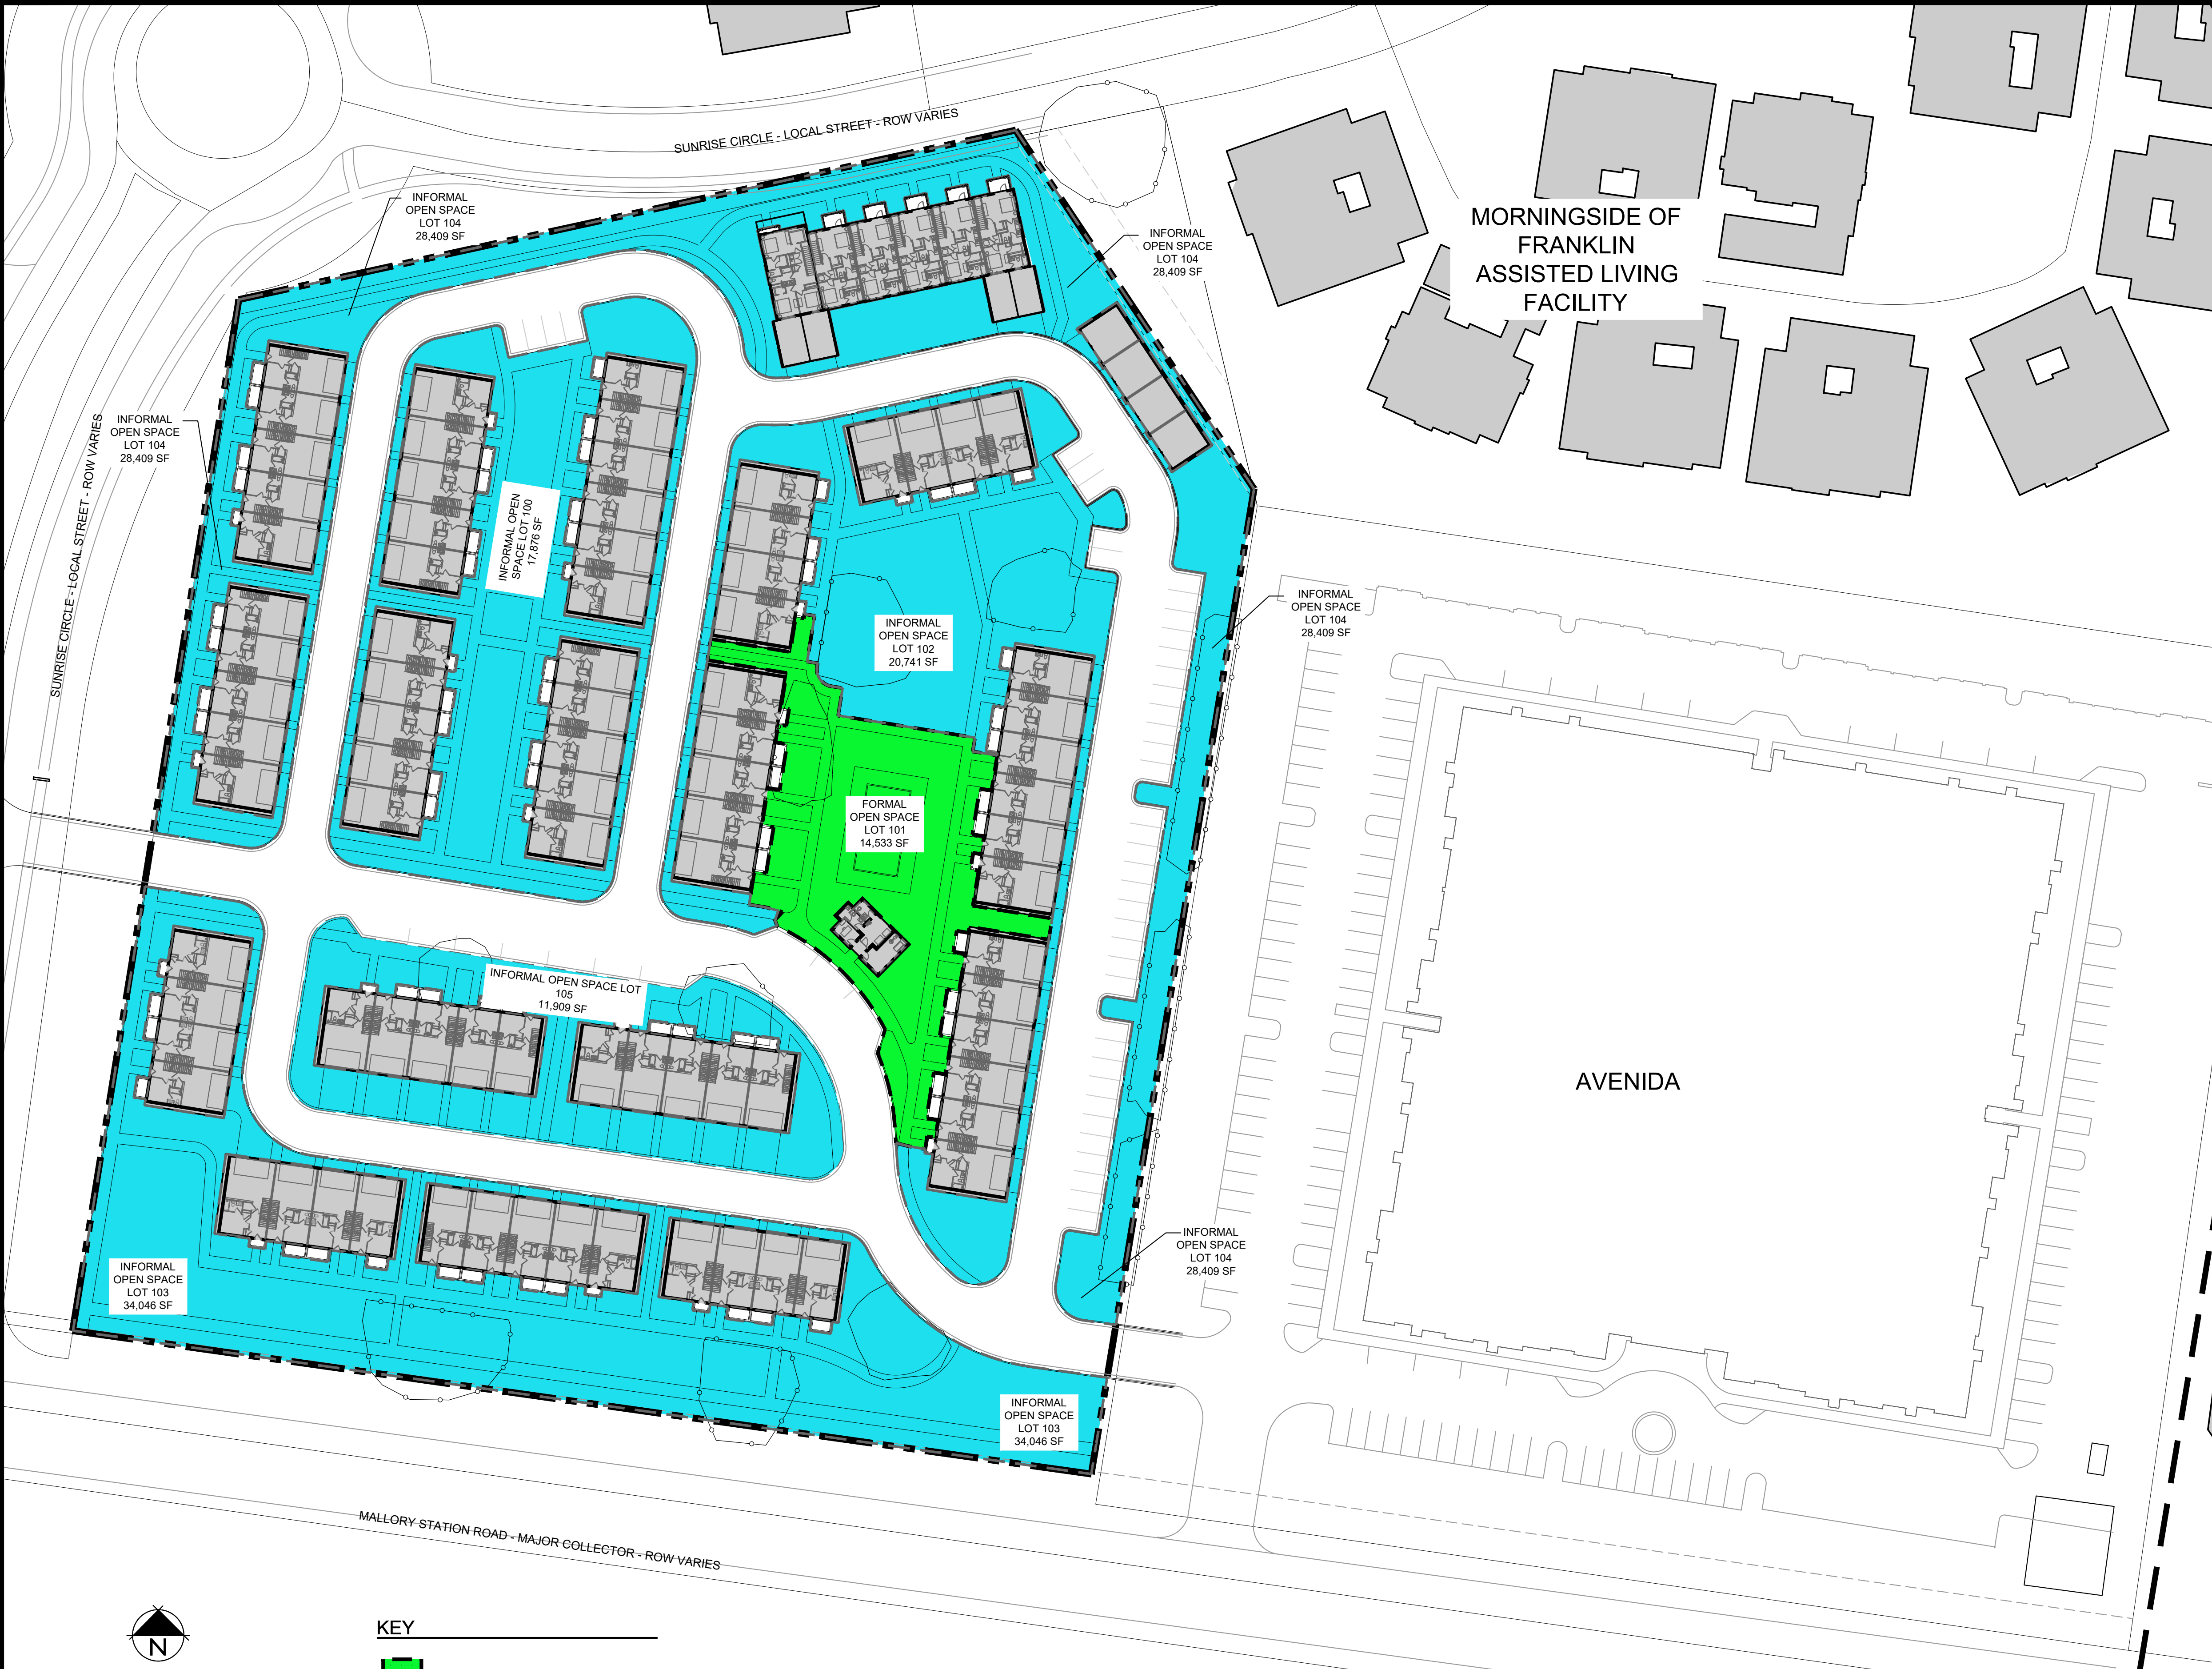 SUNRISE CIRCLE - LOCAL STREET - ROW VARIES
INFORMAL
OPEN SPACE
LOT 104
28,409 SF
INFORMAL
OPEN SPACE
LOT 104
28,409 SF
MORNINGSIDE OF
FRANKLIN
ASSISTED LIVING
FACILITY
SUNRISE CIRCLE - LOCAL STREET - ROW VARIES
INFORMAL
OPEN SPACE
LOT 104
28,409 SF
INFORMAL OPEN
SPACE LOT 100
17,876 SF
INFORMAL
OPEN SPACE
LOT 102
20,741 SF
INFORMAL
OPEN SPACE
LOT 104
28,409 SF
FORMAL
OPEN SPACE
LOT 101
14,533 SF
INFORMAL OPEN SPACE LOT
105
11,909 SF
AVENIDA
INFORMAL
OPEN SPACE
LOT 103
34,046 SF
INFORMAL
OPEN SPACE
LOT 104
28,409 SF
INFORMAL
OPEN SPACE
LOT 103
34,046 SF
MALLORY STATION ROAD - MAJOR COLLECTOR - ROW VARIES
N
KEY